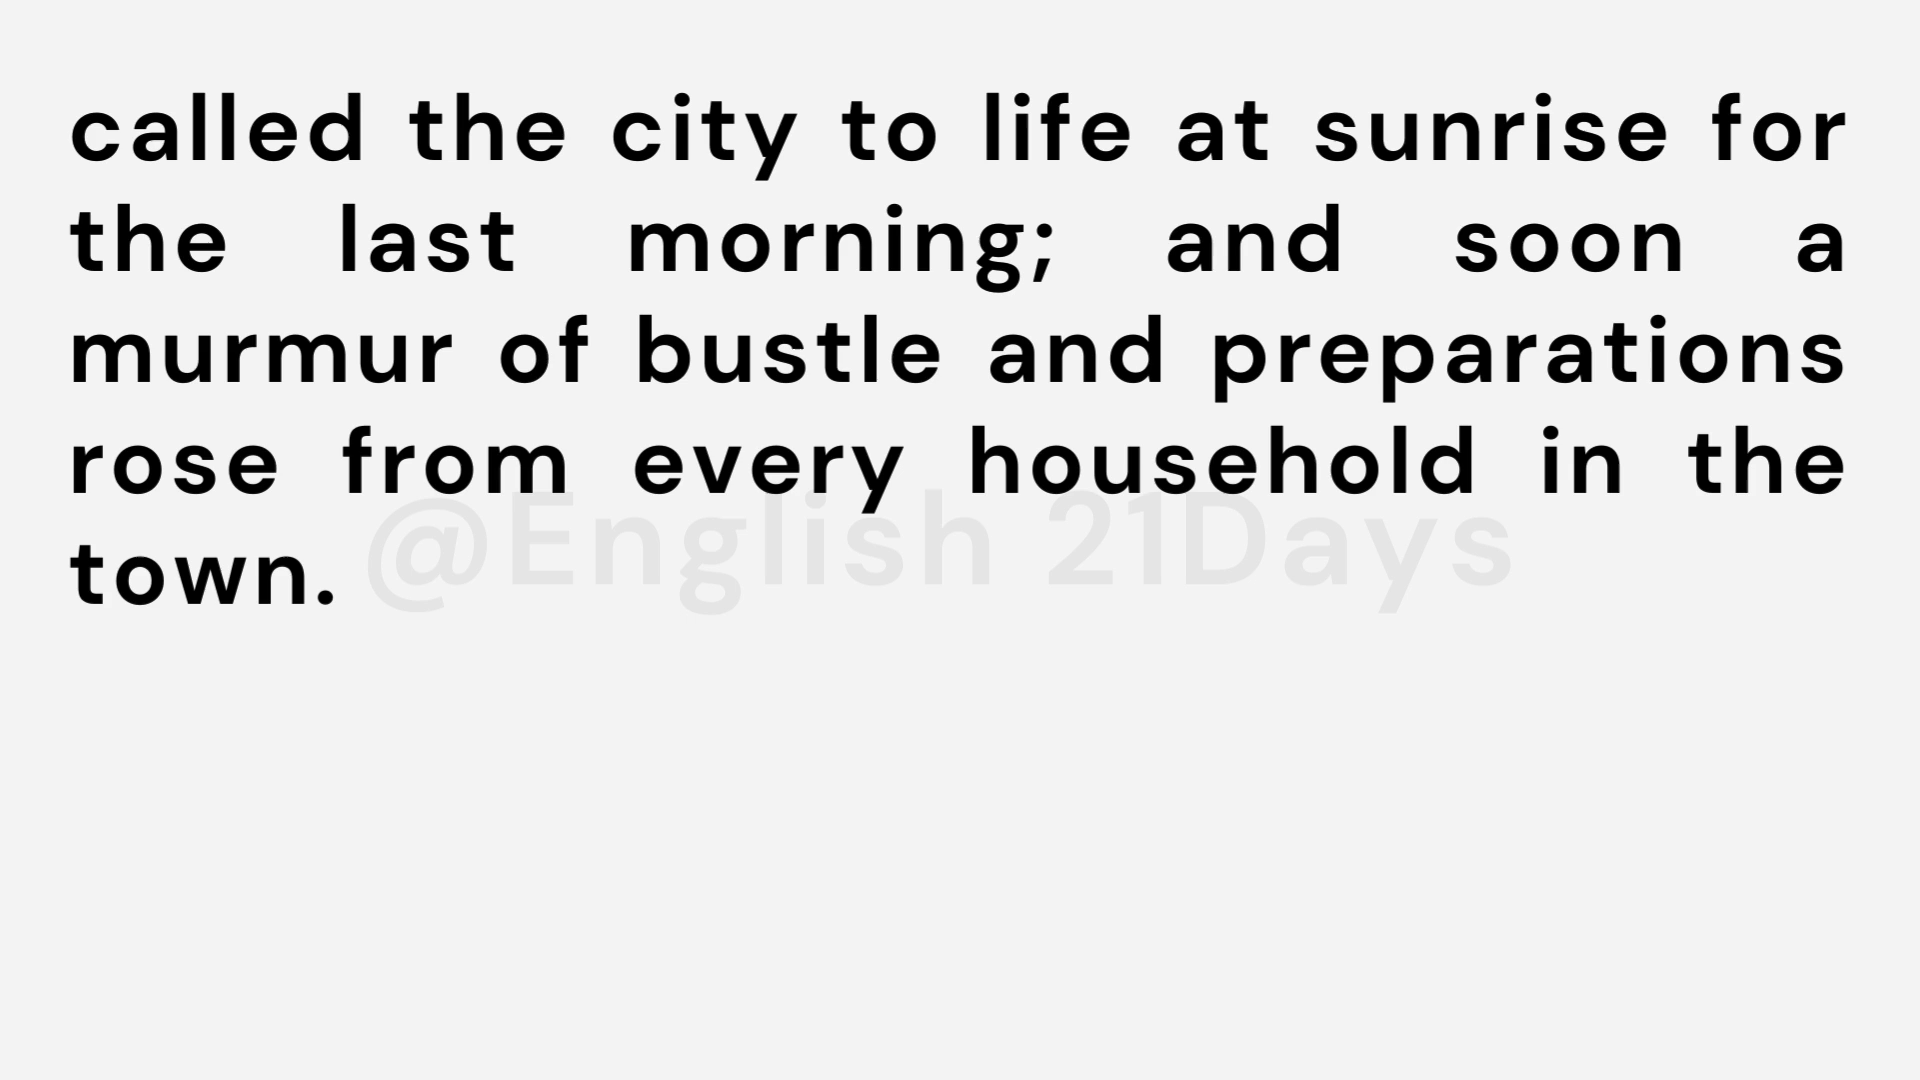 called the city to life at sunrise for
the last morning; and soon a
murmur of bustle and preparations
rose from every household in the
town.
@English 21Days